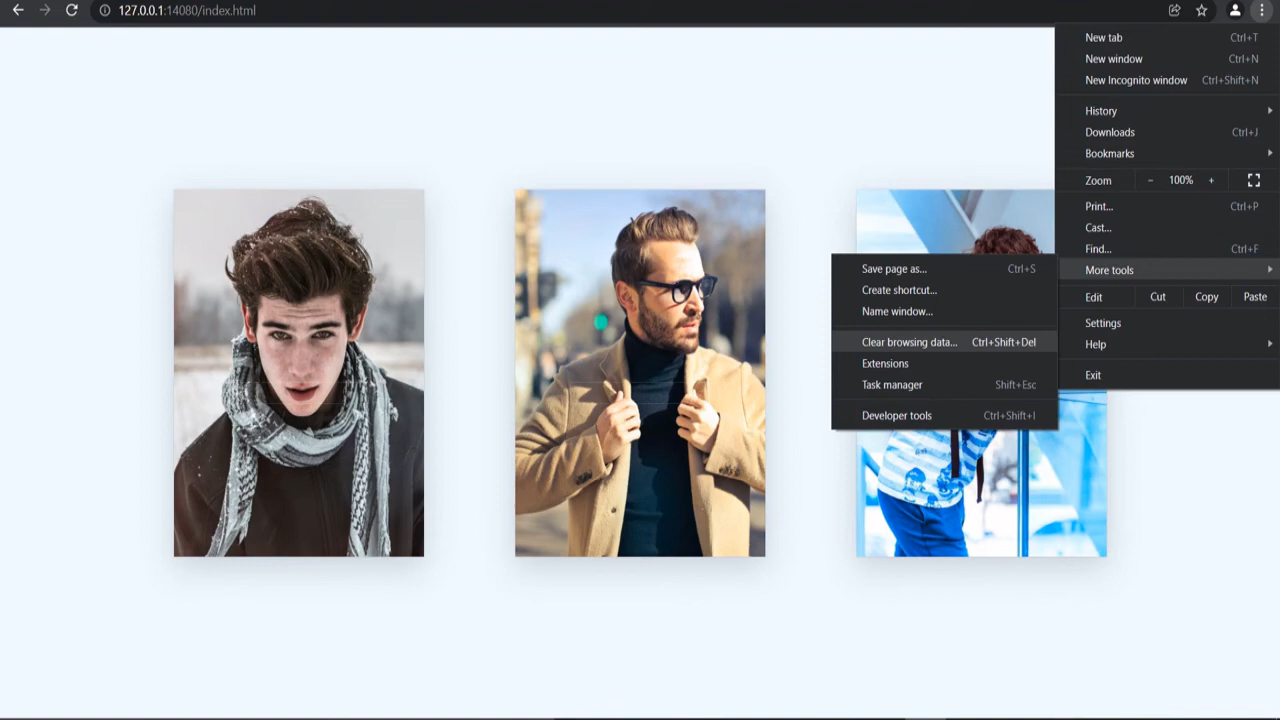 127.0.0.1:14080/index.html
New tab Ctrl+T
New window Ctrl+N
New Incognito window Ctrl+Shift+N
History
Downloads Ctrl+J
Bookmarks
Zoom − 100% +
Print... Ctrl+P
Cast...
Find... Ctrl+F
More tools
Edit Cut Copy Paste
Settings
Help
Exit
Save page as... Ctrl+S
Create shortcut...
Name window...
Clear browsing data... Ctrl+Shift+Del
Extensions
Task manager Shift+Esc
Developer tools Ctrl+Shift+I